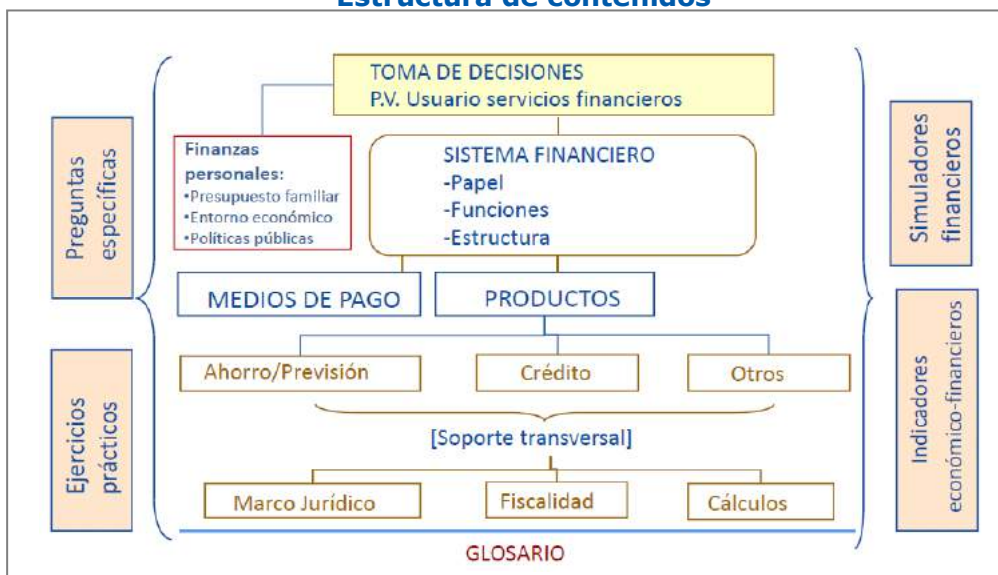 Estructura de contenidos
TOMA DE DECISIONES
P.V. Usuario servicios financieros
Preguntas
específicas
Finanzas
personales:
•Presupuesto familiar
•Entorno económico
•Políticas públicas
SISTEMA FINANCIERO
-Papel
-Funciones
-Estructura
Simuladores
financieros
MEDIOS DE PAGO
PRODUCTOS
Ahorro/Previsión
Crédito
Otros
Ejercicios
prácticos
[Soporte transversal]
Indicadores
económico-financieros
Marco Jurídico
Fiscalidad
Cálculos
GLOSARIO